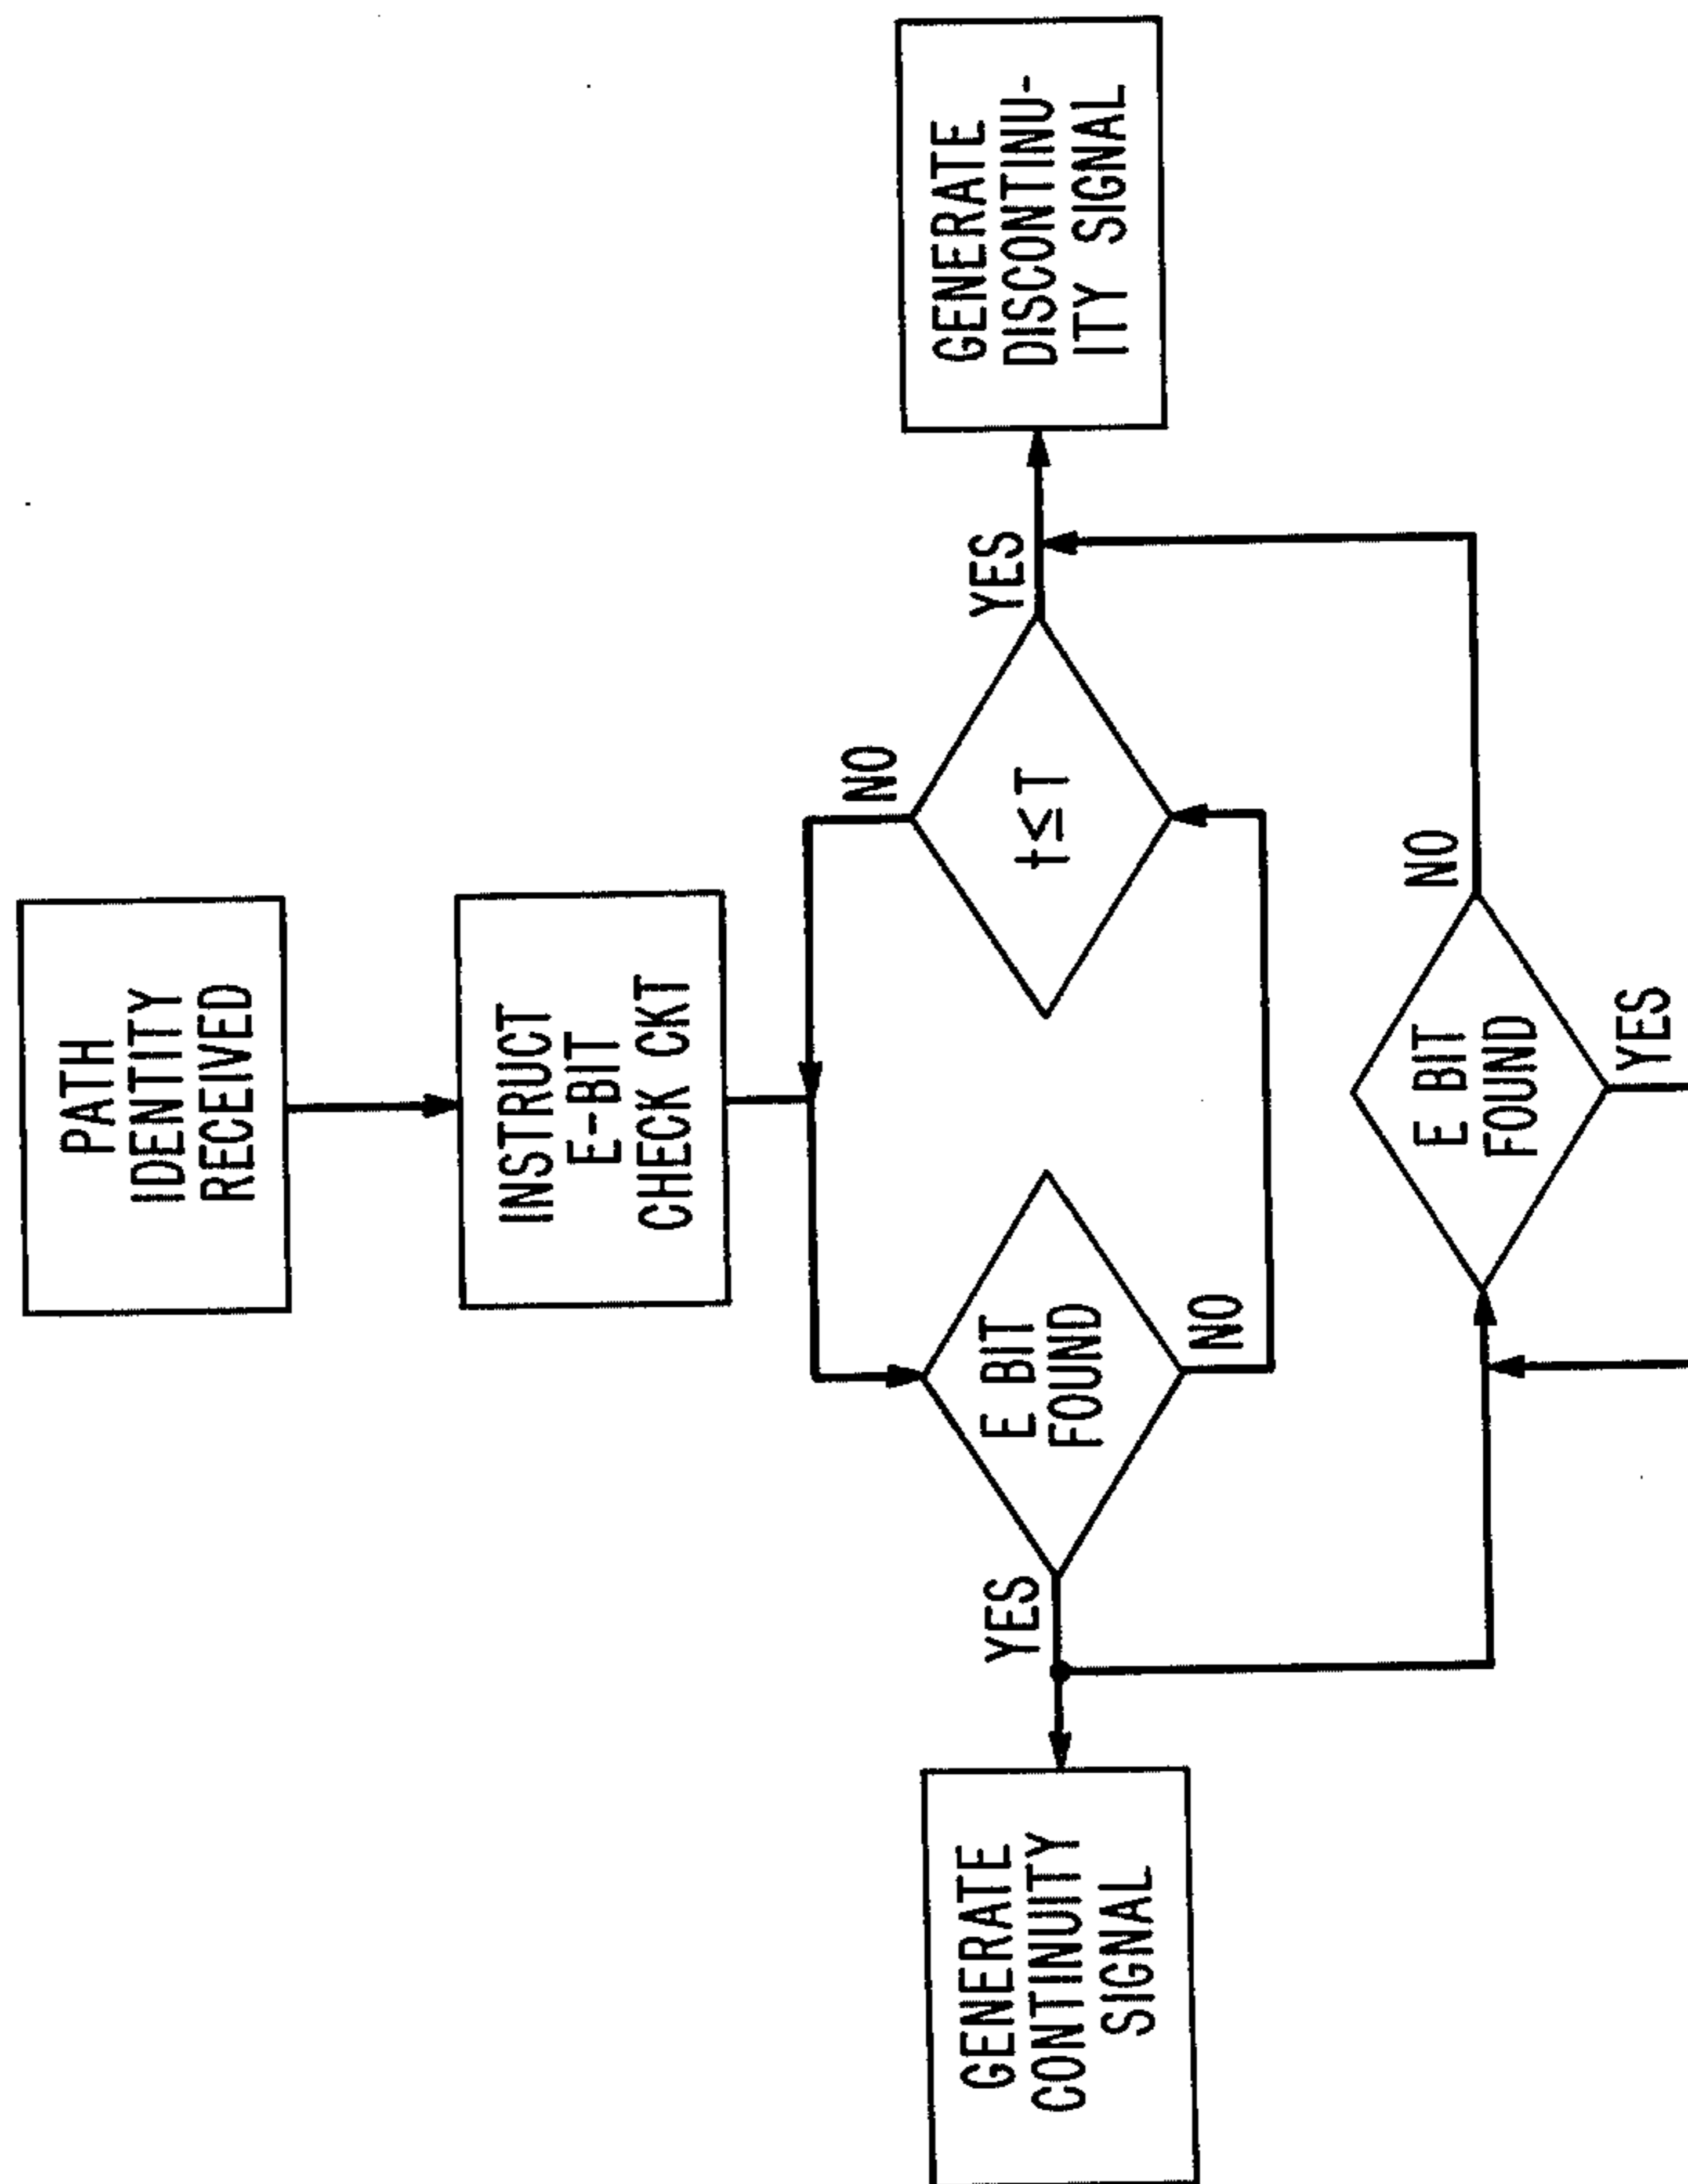 PATH
IDENTITY
RECEIVED
INSTRUCT
E-BIT
CHECK CKT
NO
YES
E BIT
FOUND
NO
t≤T
YES
GENERATE
CONTINUITY
SIGNAL
GENERATE
DISCONTINU-
ITY SIGNAL
E BIT
FOUND
NO
YES